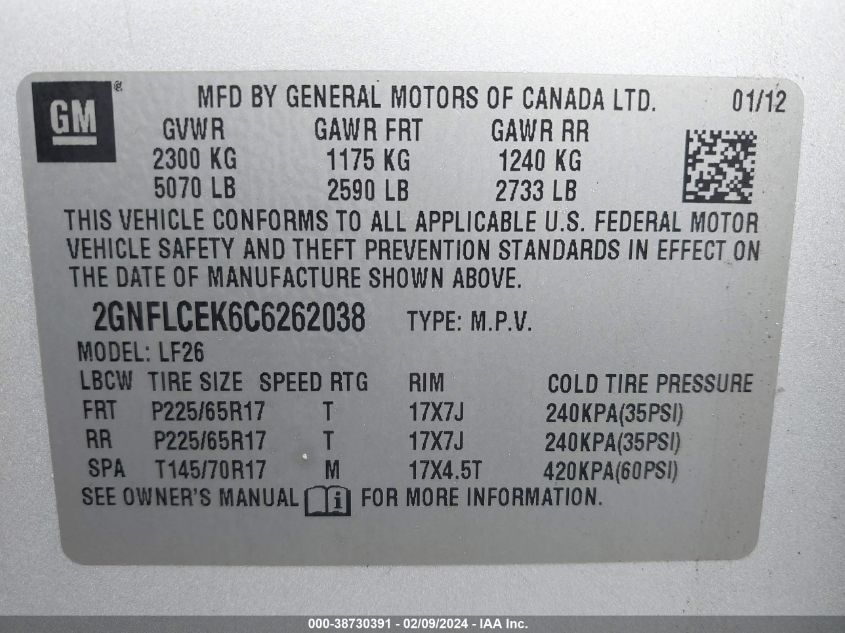 GM ®
MFD BY GENERAL MOTORS OF CANADA LTD. 01/12
GVWR GAWR FRT GAWR RR
2300 KG 1175 KG 1240 KG
5070 LB 2590 LB 2733 LB
THIS VEHICLE CONFORMS TO ALL APPLICABLE U.S. FEDERAL MOTOR
VEHICLE SAFETY AND THEFT PREVENTION STANDARDS IN EFFECT ON
THE DATE OF MANUFACTURE SHOWN ABOVE.
2GNFLCEK6C6262038 TYPE: M.P.V.
MODEL: LF26
LBCW TIRE SIZE SPEED RTG RIM COLD TIRE PRESSURE
FRT P225/65R17 T 17X7J 240KPA(35PSI)
RR P225/65R17 T 17X7J 240KPA(35PSI)
SPA T145/70R17 M 17X4.5T 420KPA(60PSI)
SEE OWNER'S MANUAL i FOR MORE INFORMATION.
000-38730391 - 02/09/2024 - IAA Inc.